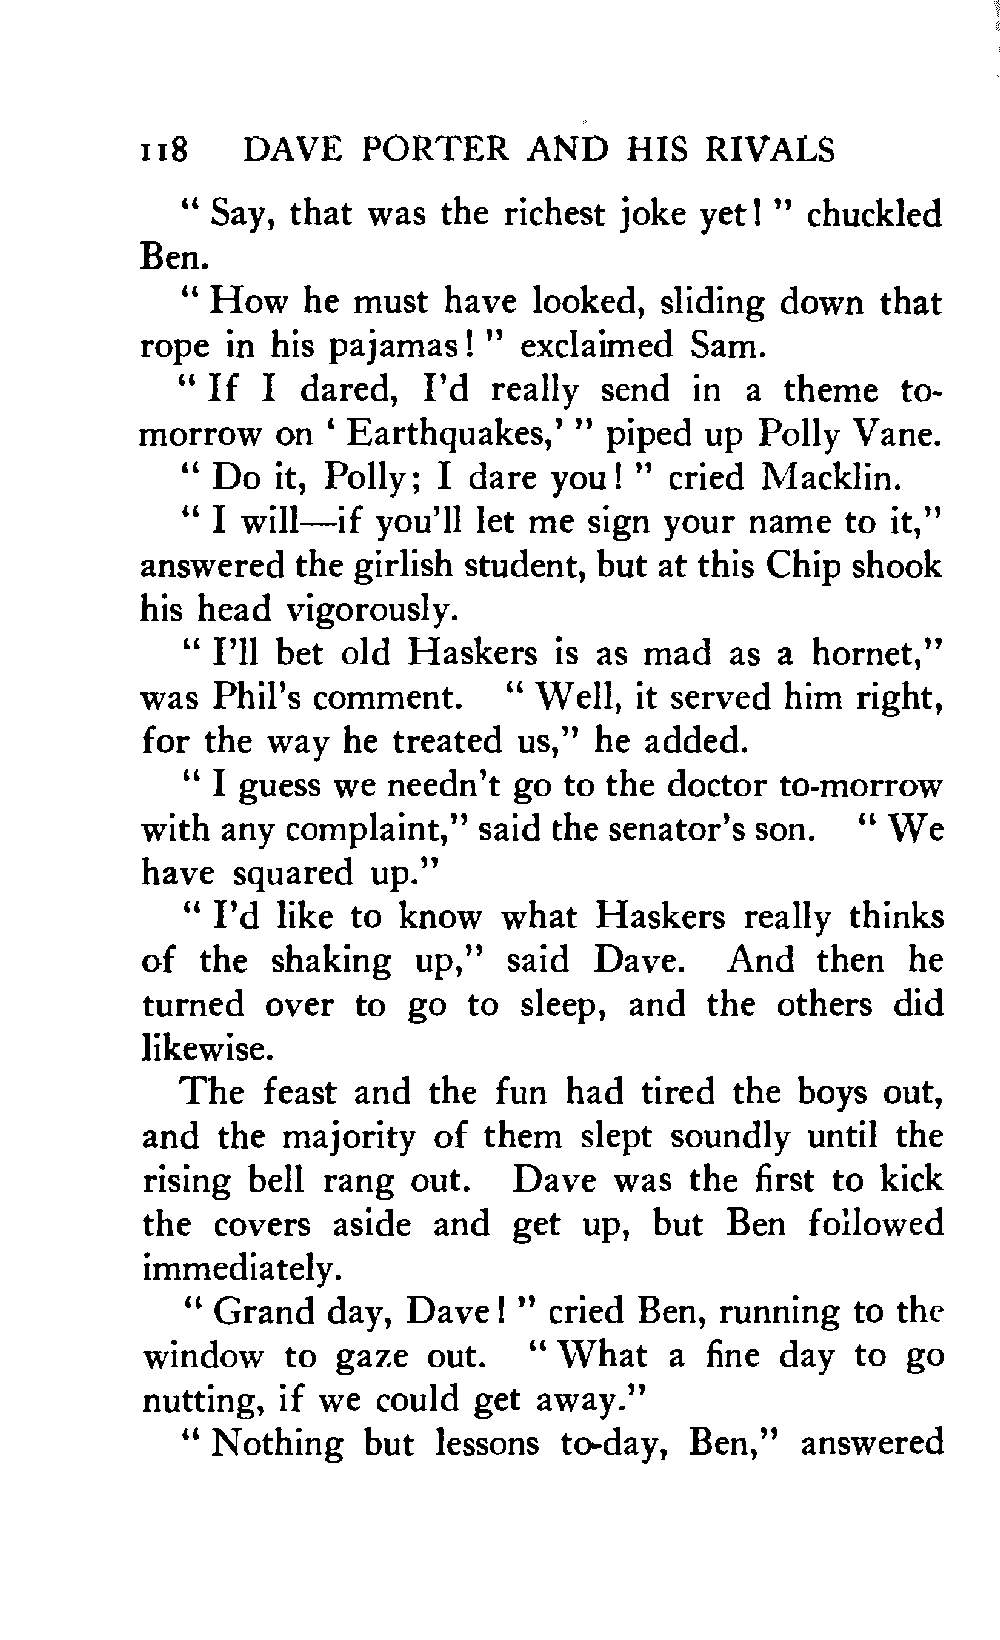 118 DAVE PORTER AND HIS RIVALS
" Say, that was the richest joke yet! " chuckled
Ben.
" How he must have looked, sliding down that
rope in his pajamas! " exclaimed Sam.
" If I dared, I'd really send in a theme to-
morrow on ' Earthquakes,' " piped up Polly Vane.
" Do it, Polly; I dare you! " cried Macklin.
" I will—if you'll let me sign your name to it,"
answered the girlish student, but at this Chip shook
his head vigorously.
" I'll bet old Haskers is as mad as a hornet,"
was Phil's comment. " Well, it served him right,
for the way he treated us," he added.
" I guess we needn't go to the doctor to-morrow
with any complaint," said the senator's son. " We
have squared up."
" I'd like to know what Haskers really thinks
of the shaking up," said Dave. And then he
turned over to go to sleep, and the others did
likewise.
The feast and the fun had tired the boys out,
and the majority of them slept soundly until the
rising bell rang out. Dave was the first to kick
the covers aside and get up, but Ben followed
immediately.
" Grand day, Dave! " cried Ben, running to the
window to gaze out. " What a fine day to go
nutting, if we could get away."
" Nothing but lessons to-day, Ben," answered